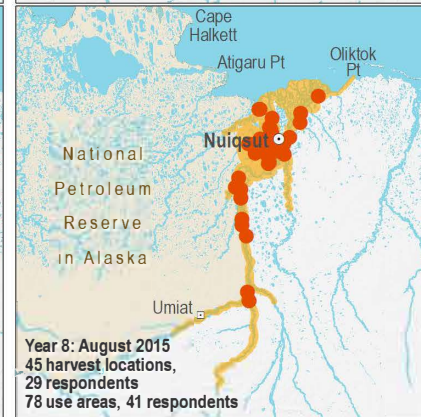 Cape
Halkett
Atigaru Pt
Oliktok
Pt
Nuiqsut
National
Petroleum
Reserve
in Alaska
Umiat
Year 8: August 2015
45 harvest locations,
29 respondents
78 use areas, 41 respondents